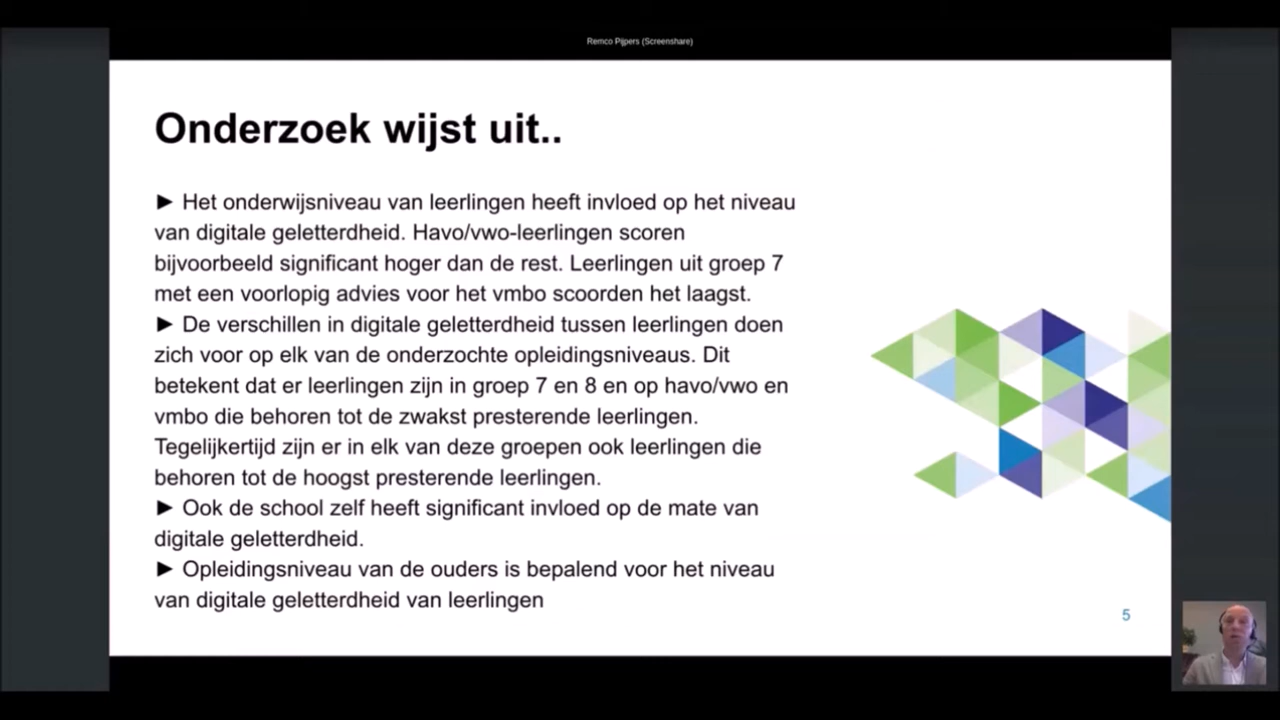 Remco Pijpers (Screenshare)
Onderzoek wijst uit..
► Het onderwijsniveau van leerlingen heeft invloed op het niveau
van digitale geletterdheid. Havo/vwo-leerlingen scoren
bijvoorbeeld significant hoger dan de rest. Leerlingen uit groep 7
met een voorlopig advies voor het vmbo scoorden het laagst.
► De verschillen in digitale geletterdheid tussen leerlingen doen
zich voor op elk van de onderzochte opleidingsniveaus. Dit
betekent dat er leerlingen zijn in groep 7 en 8 en op havo/vwo en
vmbo die behoren tot de zwakst presterende leerlingen.
Tegelijkertijd zijn er in elk van deze groepen ook leerlingen die
behoren tot de hoogst presterende leerlingen.
► Ook de school zelf heeft significant invloed op de mate van
digitale geletterdheid.
► Opleidingsniveau van de ouders is bepalend voor het niveau
van digitale geletterdheid van leerlingen
5